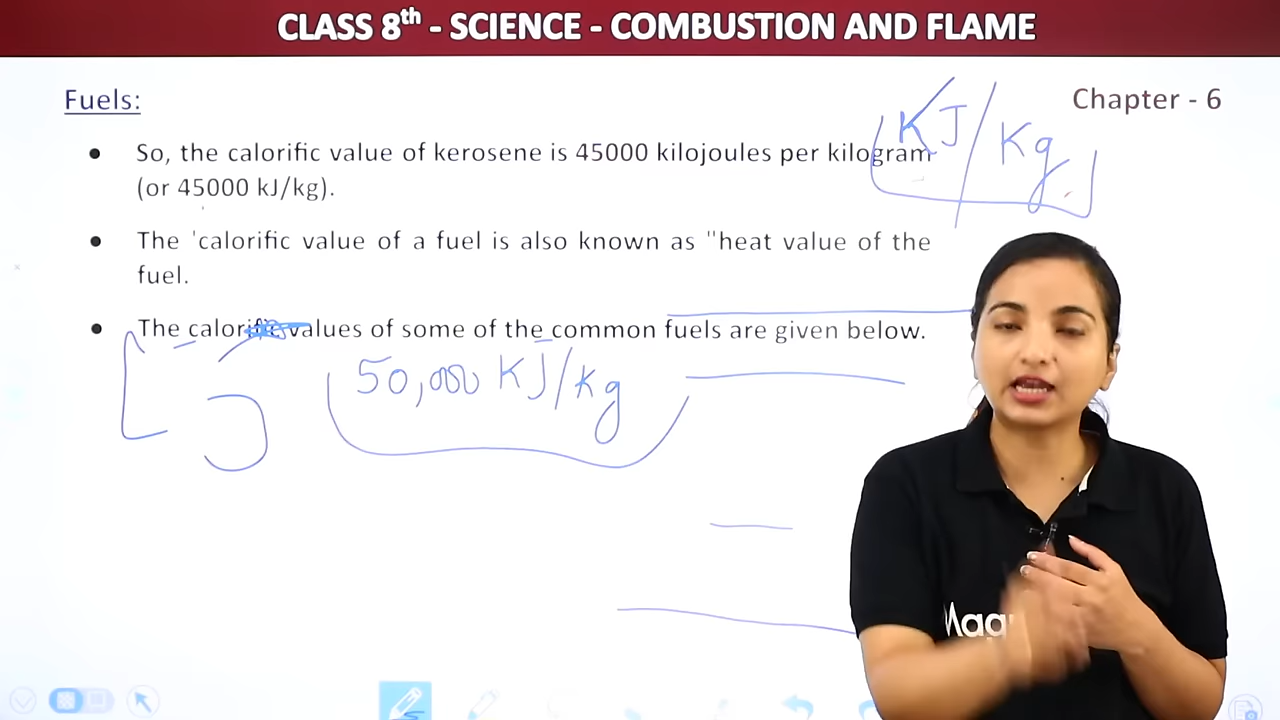 CLASS 8th - SCIENCE - COMBUSTION AND FLAME
Fuels:
Chapter - 6
KJ/Kg
● So, the calorific value of kerosene is 45000 kilojoules per kilogram
(or 45000 kJ/kg).
● The 'calorific value of a fuel is also known as "heat value of the
fuel.
● The calorific values of some of the common fuels are given below.
50,000 KJ/kg
J
Mag